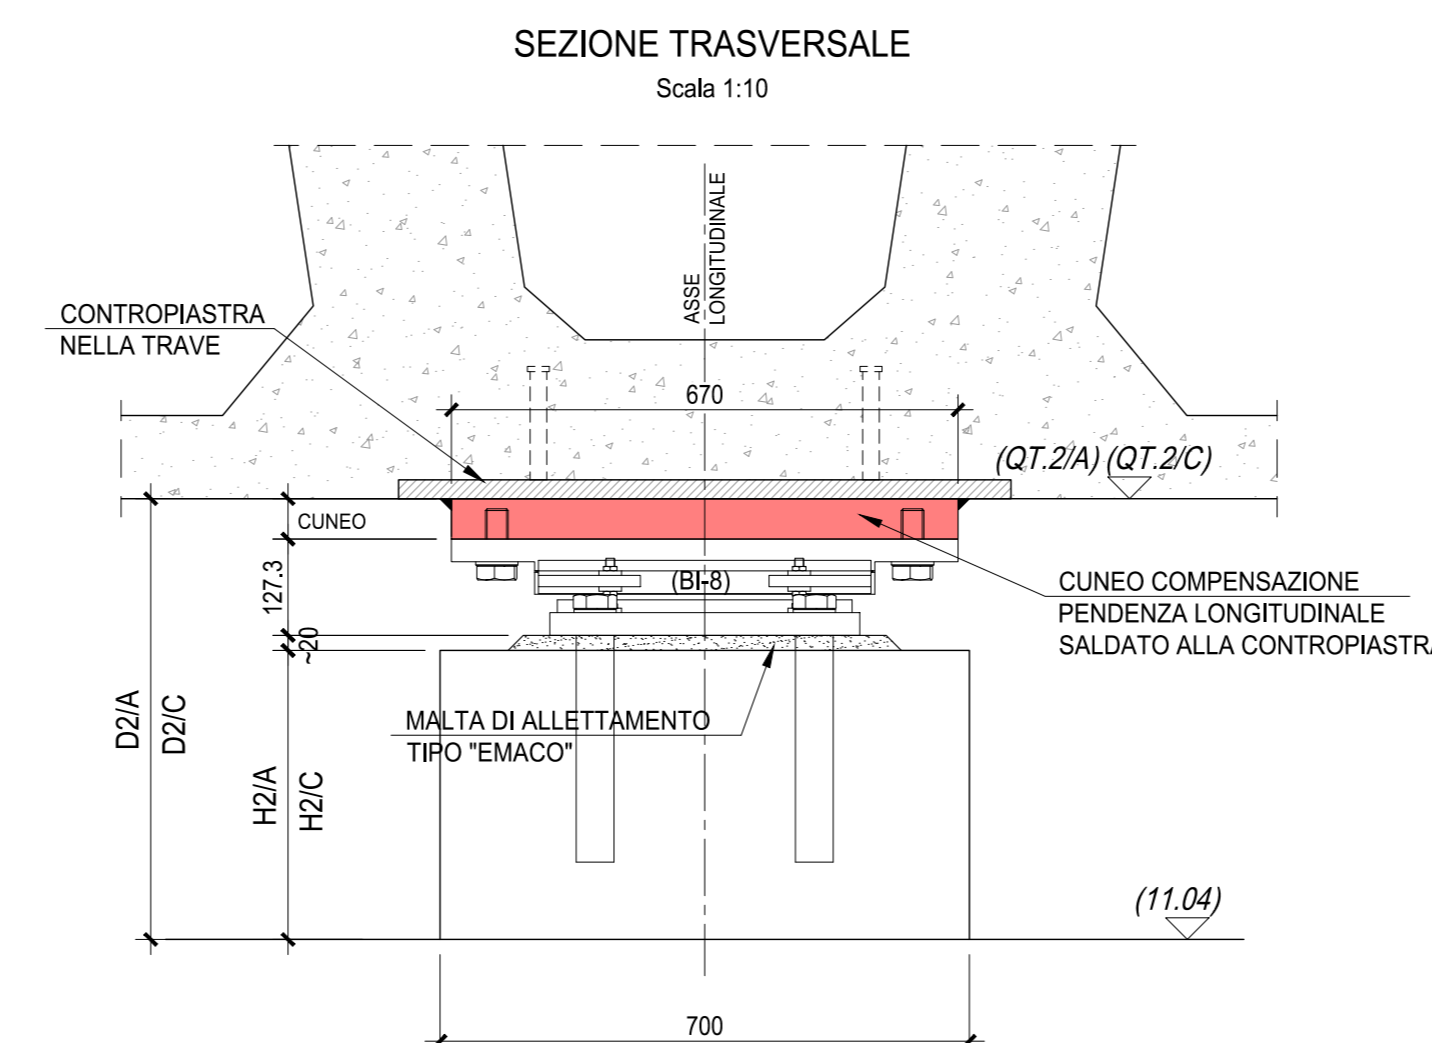 SEZIONE TRASVERSALE
Scala 1:10
ASSE
LONGITUDINALE
CONTROPIASTRA
NELLA TRAVE
670
(QT.2/A) (QT.2/C)
CUNEO
127.3
~20
(BI-8)
CUNEO COMPENSAZIONE
PENDENZA LONGITUDINALE
SALDATO ALLA CONTROPIASTRA
D2/A
D2/C
H2/A
H2/C
MALTA DI ALLETTAMENTO
TIPO "EMACO"
(11.04)
700